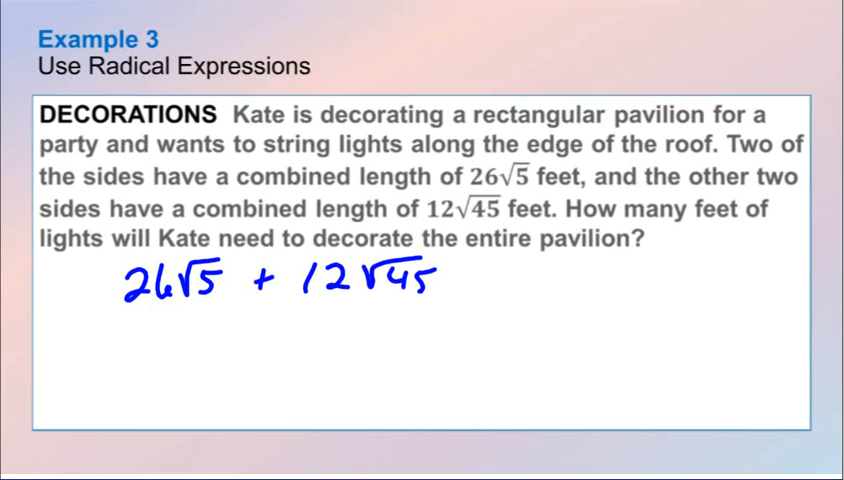 Example 3
Use Radical Expressions
DECORATIONS Kate is decorating a rectangular pavilion for a
party and wants to string lights along the edge of the roof. Two of
the sides have a combined length of 26√5 feet, and the other two
sides have a combined length of 12√45 feet. How many feet of
lights will Kate need to decorate the entire pavilion?
26√5 + 12√45